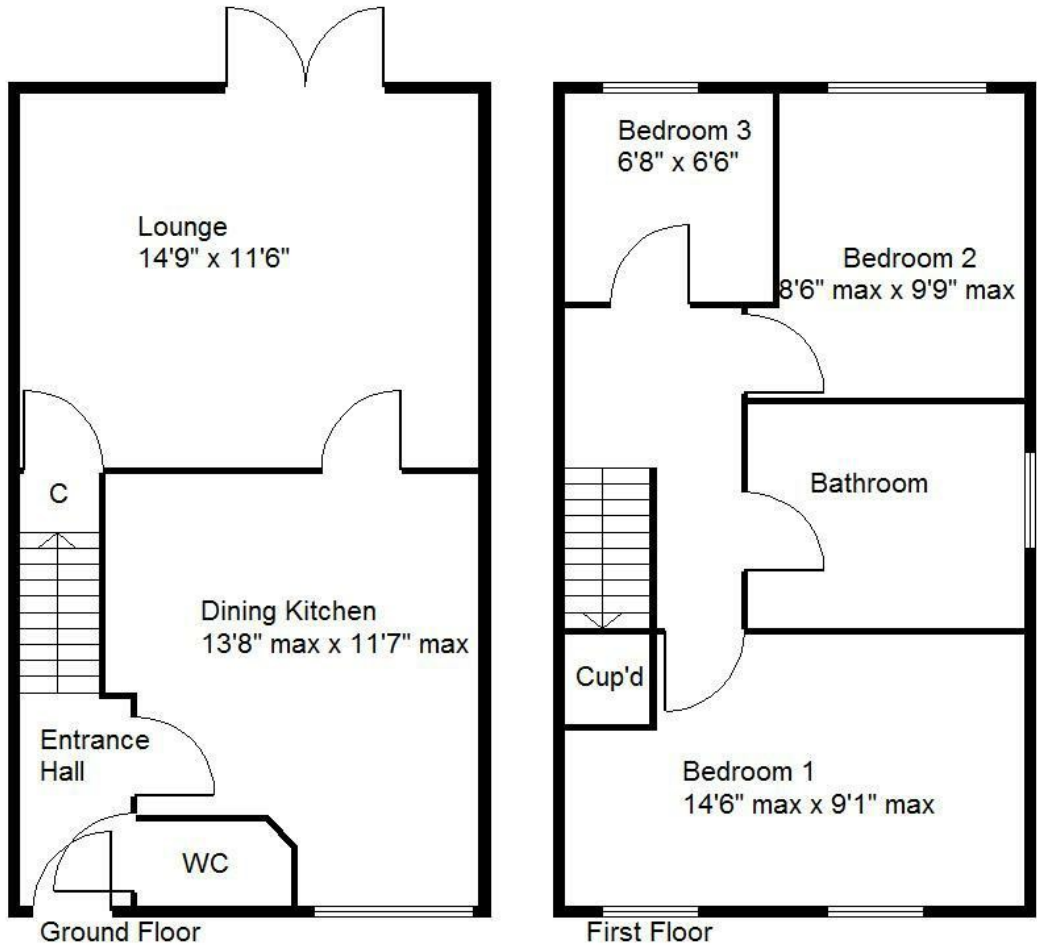 Lounge
14'9" x 11'6"
C
Dining Kitchen
13'8" max x 11'7" max
Entrance
Hall
WC
Ground Floor
Bedroom 3
6'8" x 6'6"
Bedroom 2
8'6" max x 9'9" max
Bathroom
Cup'd
Bedroom 1
14'6" max x 9'1" max
First Floor